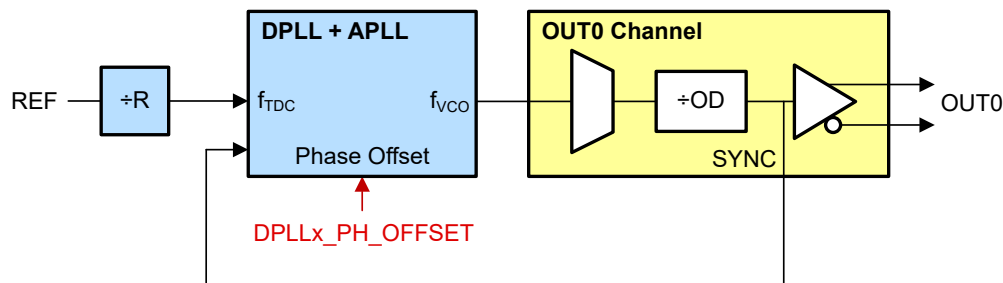 DPLL + APLL
OUT0 Channel
REF
÷R
fTDC
fVCO
÷OD
OUT0
Phase Offset
SYNC
DPLLx_PH_OFFSET